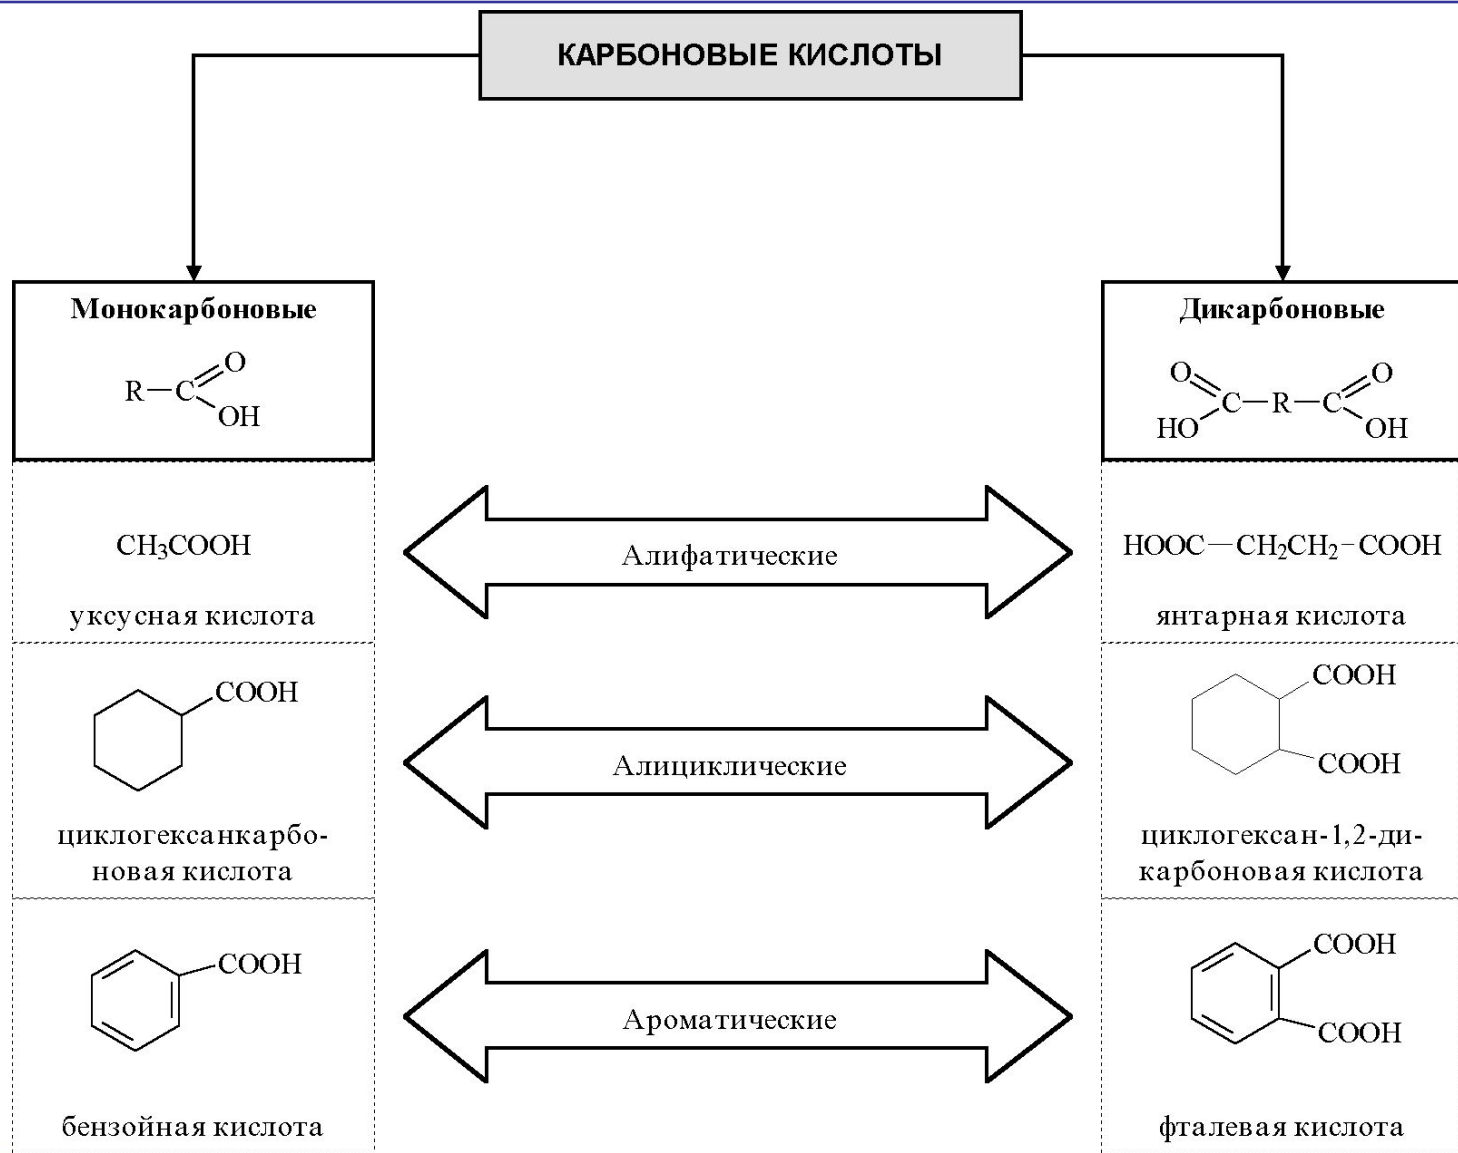 КАРБОНОВЫЕ КИСЛОТЫ
Монокарбоновые
R—C
O
OH
Дикарбоновые
O
HO
C—R—C
O
OH
CH₃COOH
уксусная кислота
Алифатические
HOOC—CH₂CH₂–COOH
янтарная кислота
COOH
циклогексанкарбо-
новая кислота
Алициклические
COOH
COOH
циклогексан-1,2-ди-
карбоновая кислота
COOH
бензойная кислота
Ароматические
COOH
COOH
фталевая кислота